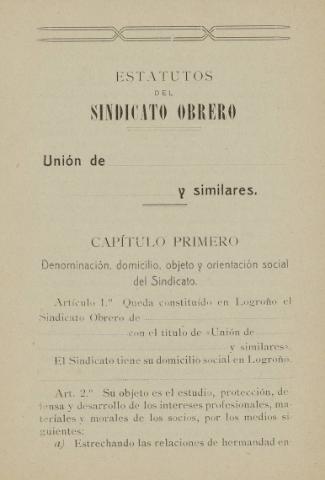 ESTATUTOS
DEL
SINDICATO OBRERO
Unión de
y similares.
CAPÍTULO PRIMERO
Denominación, domicilio, objeto y orientación social
del Sindicato.
Artículo 1.º Queda constituído en Logroño el
Sindicato Obrero de
con el título de «Unión de
y similares».
El Sindicato tiene su domicilio social en Logroño.
Art. 2.º Su objeto es el estudio, protección, de-
fensa y desarrollo de los intereses profesionales, ma-
teriales y morales de los socios, por los medios si-
guientes:
a) Estrechando las relaciones de hermandad en